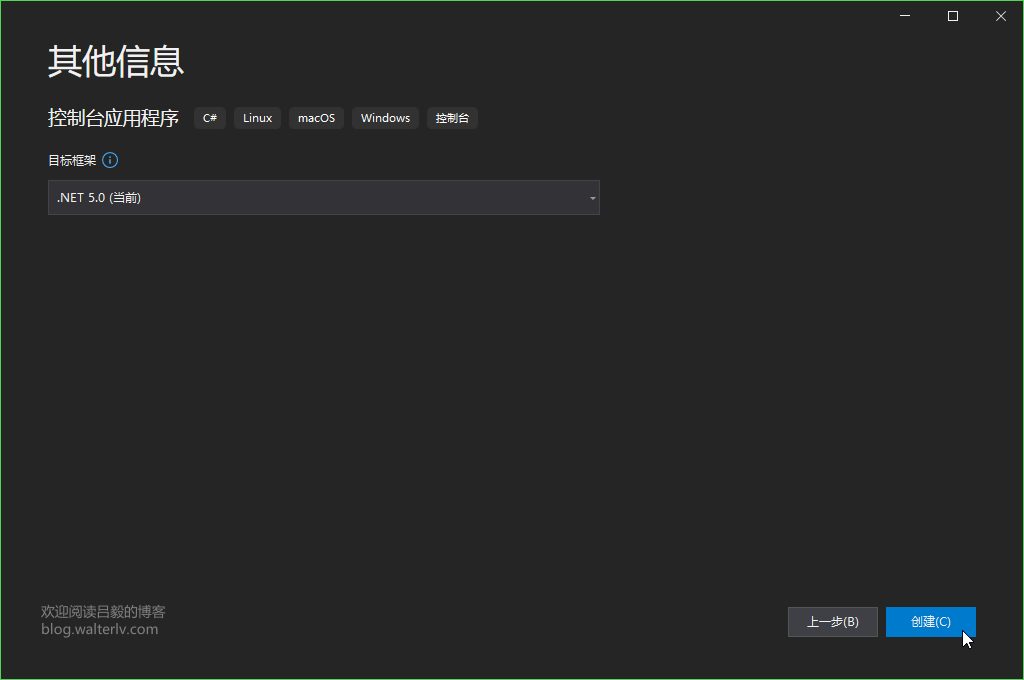 其他信息
控制台应用程序 C# Linux macOS Windows 控制台
目标框架
.NET 5.0 (当前)
欢迎阅读吕毅的博客
blog.walterlv.com
上一步(B) 创建(C)